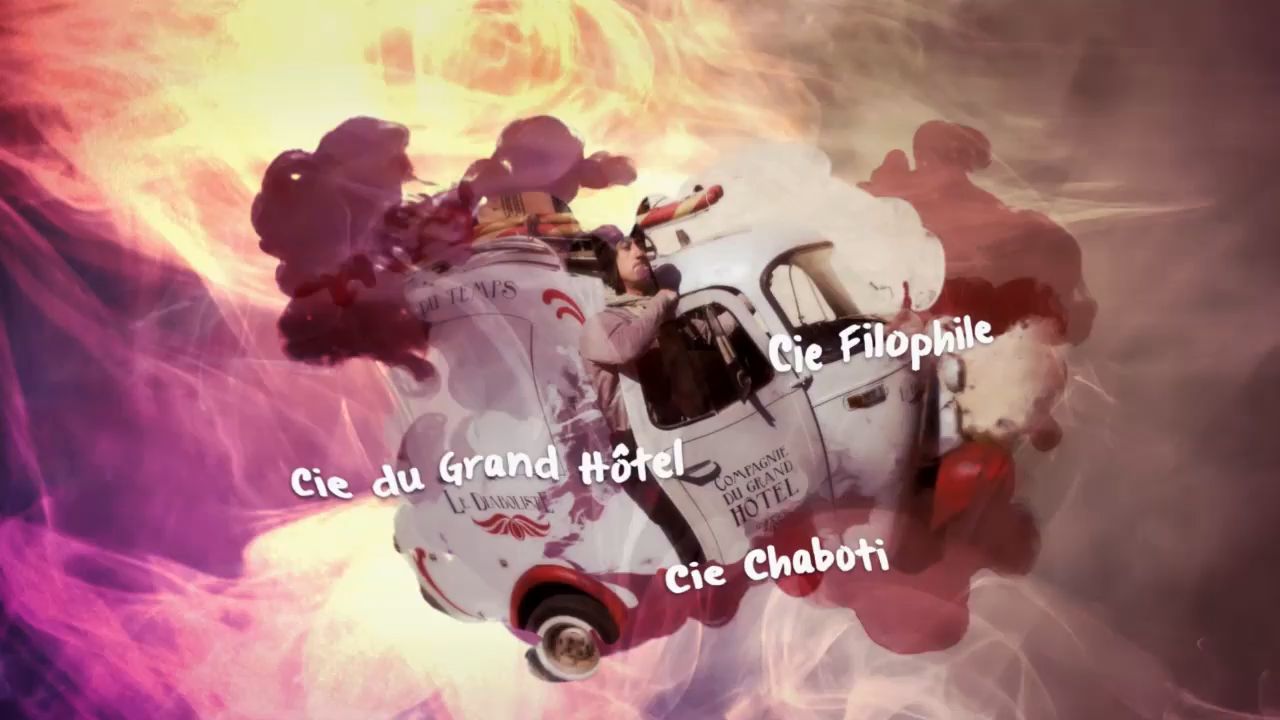 DU TEMPS
Cie Filophile
Cie du Grand Hôtel
COMPAGNIE
DU GRAND
HÔTEL
LE DIABOLISTE
Cie Chaboti